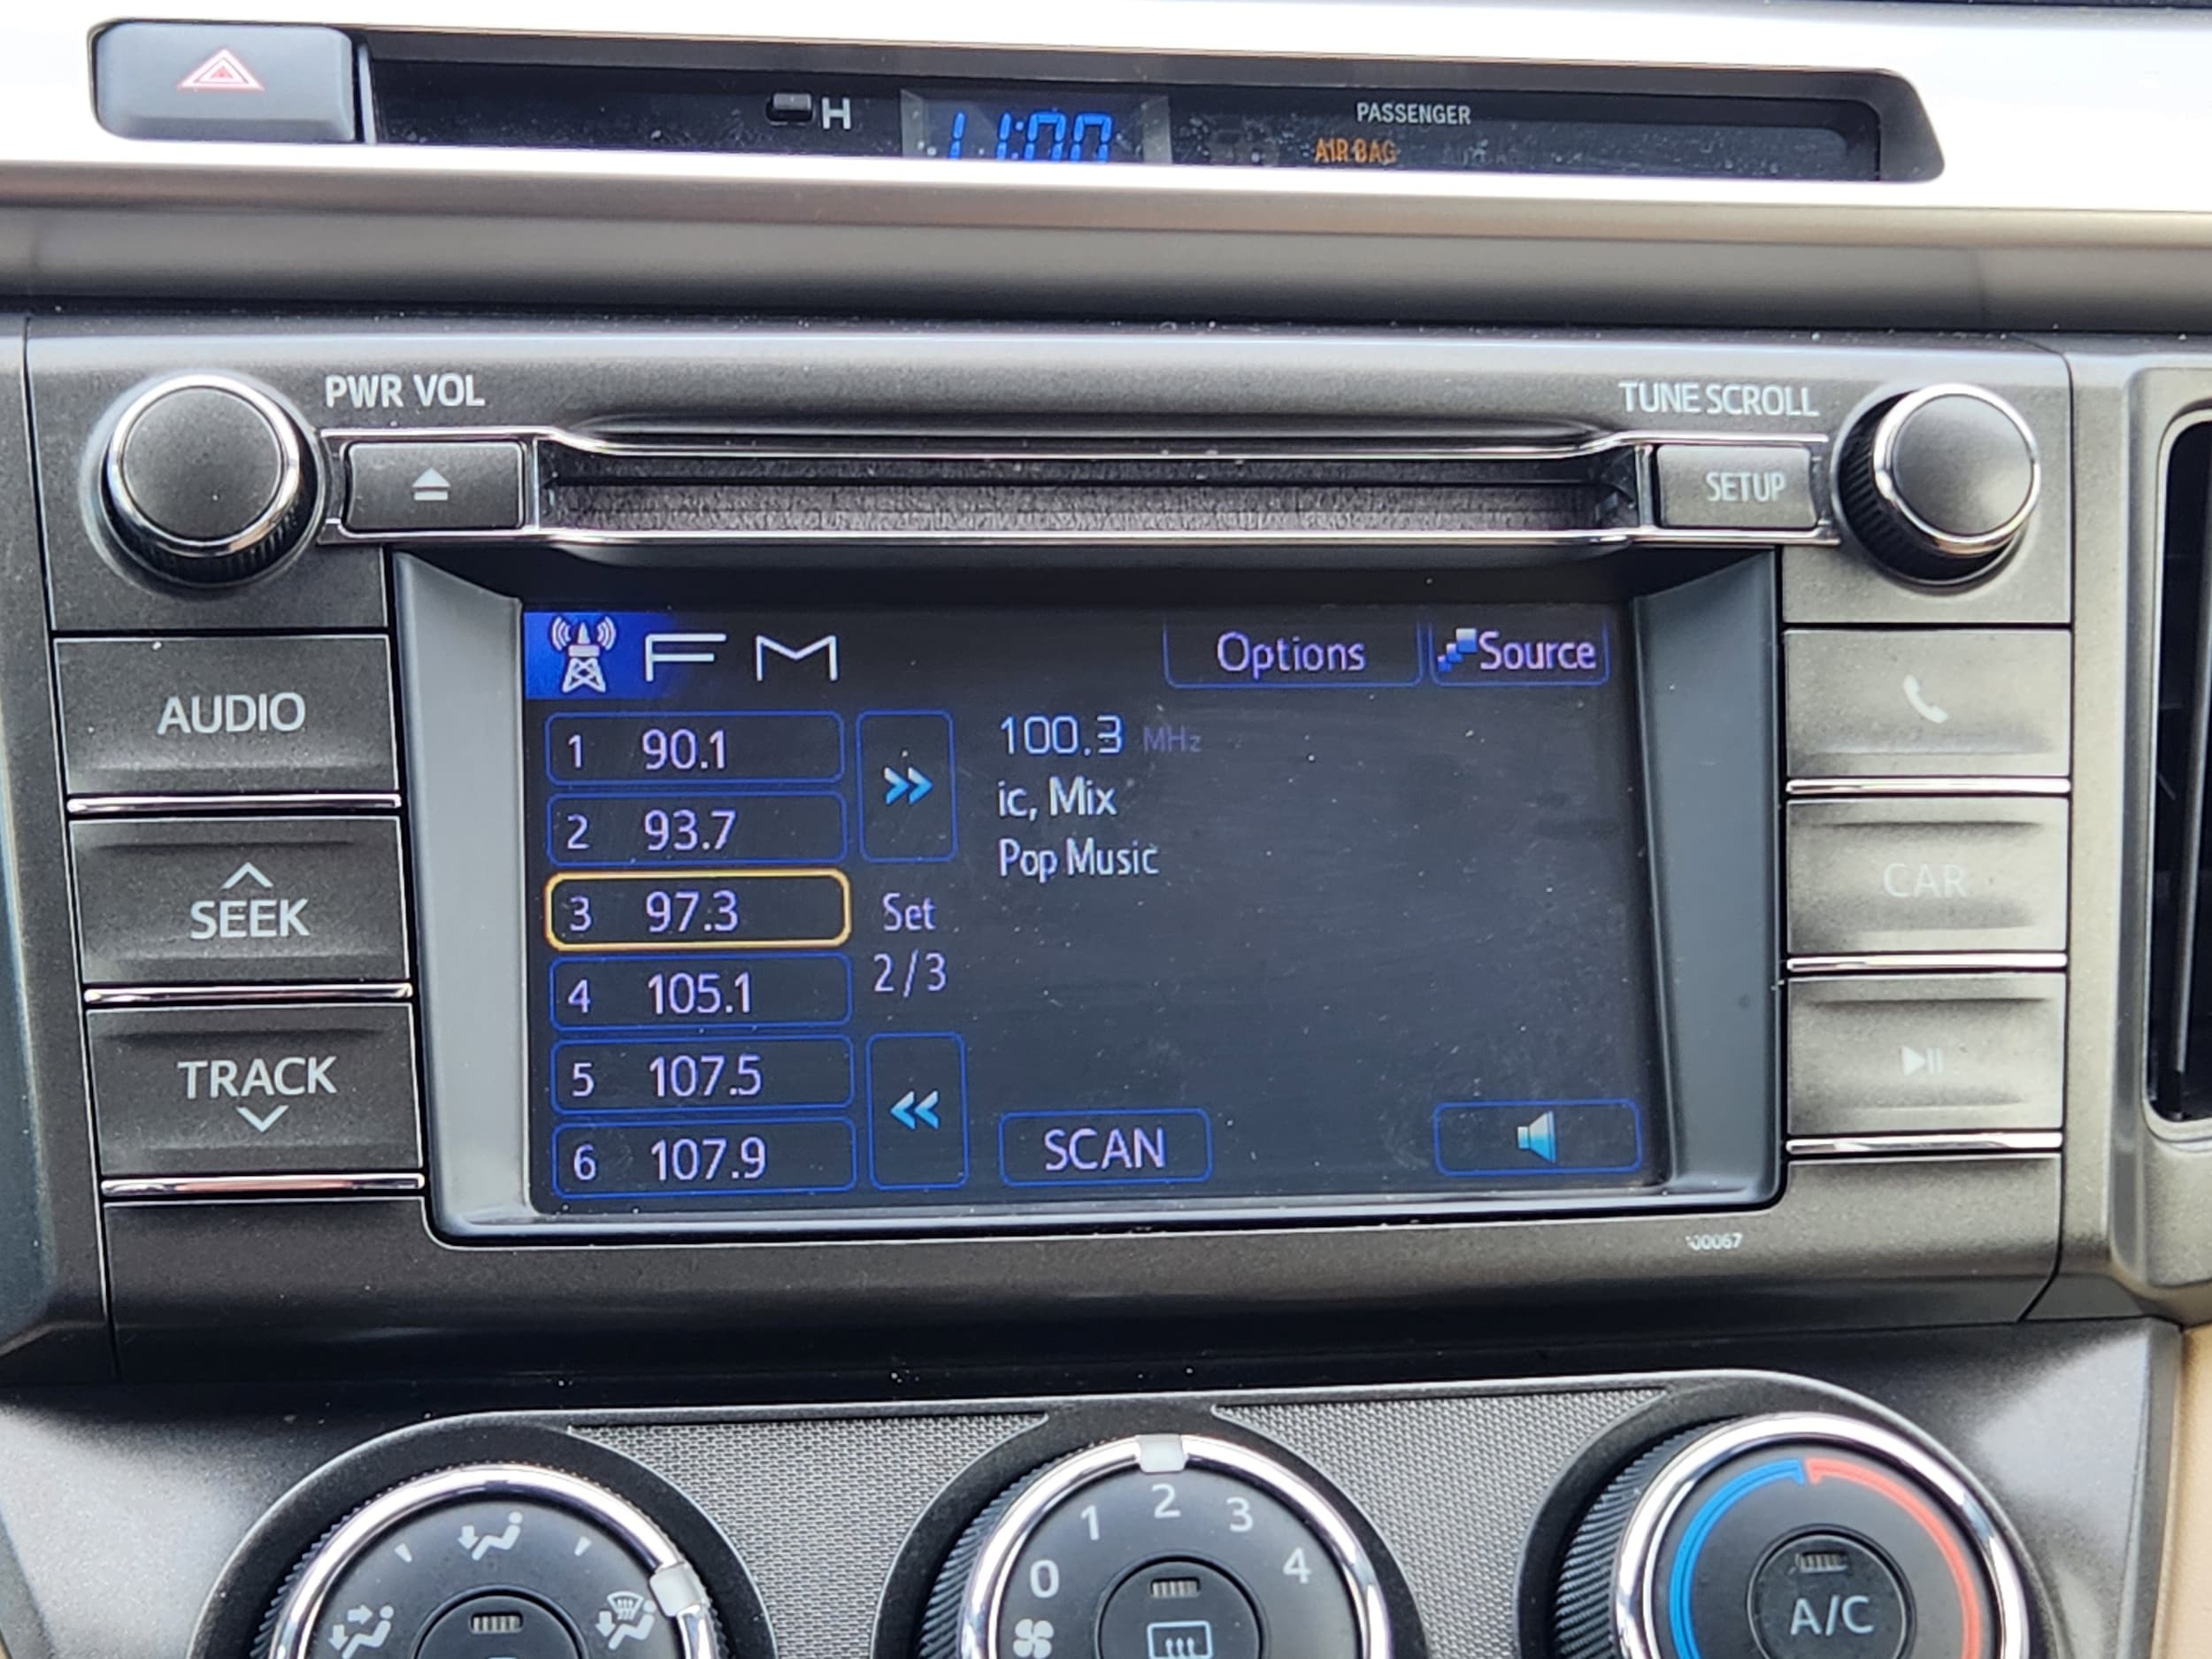 H
11:00
PASSENGER
AIR BAG
PWR VOL
TUNE SCROLL
SETUP
FM
Options
Source
AUDIO
1 90.1
100.3 MHz
2 93.7
ic, Mix
Pop Music
CAR
SEEK
3 97.3
Set
4 105.1
2/3
TRACK
5 107.5
6 107.9
SCAN
2
1
3
0
4
A/C